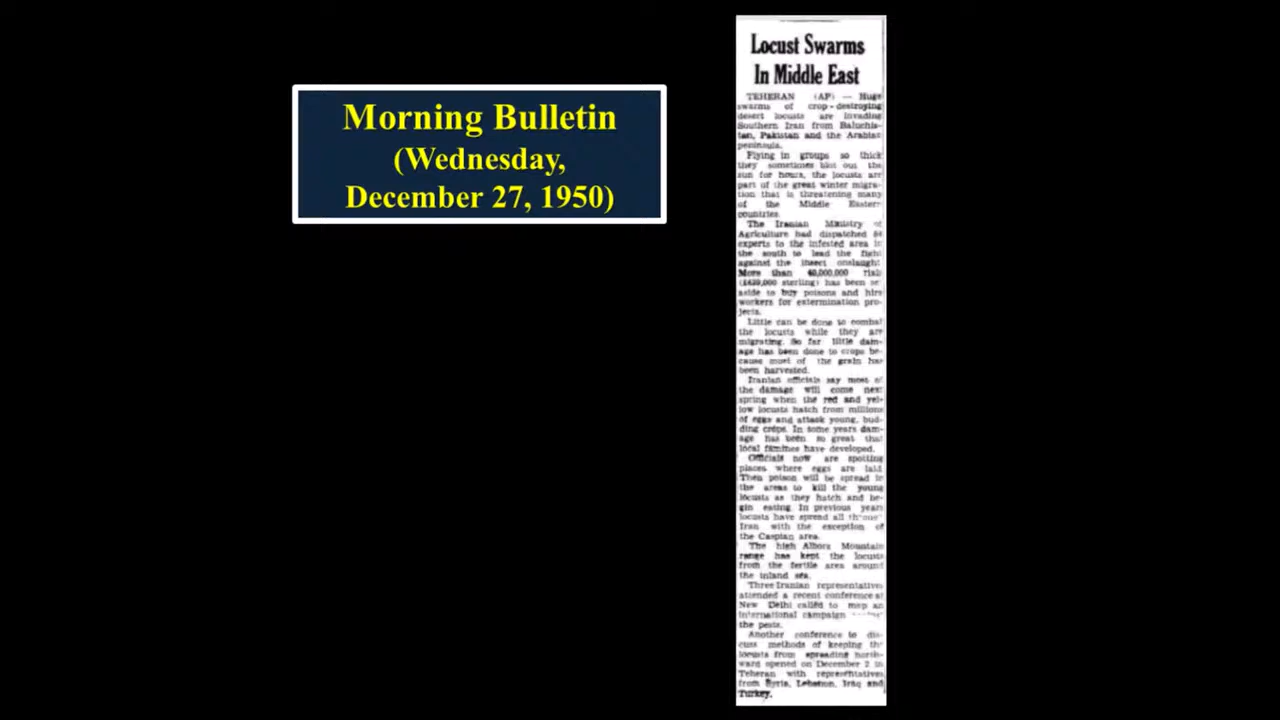 Morning Bulletin
(Wednesday,
December 27, 1950)
Locust Swarms
In Middle East
TEHERAN (AP) — Huge
swarms of crop-destroying
desert locusts are invading
Southern Iran from Baluchis-
tan, Pakistan and the Arabian
peninsula.
Flying in groups so thick
they sometimes blot out the
sun for hours, the locusts are
part of the great winter migra-
tion that is threatening many
of the Middle Eastern
countries.
The Iranian Ministry of
Agriculture had dispatched
experts to the infested area in
the south to lead the fight
against the insect onslaught.
More than 40,000,000 rials
sterling) has been set
aside to buy poisons and hire
workers for extermination pro-
jects.
Little can be done to combat
the locusts while they are
migrating. So far little dam-
age has been done to crops be-
cause most of the grain has
been harvested.
Iranian officials say most of
the damage will come next
spring when the red and yel-
low locusts hatch from millions
of eggs and attack young, bud-
ding crops. In some years dam-
age has been so great that
local famines have developed.
Officials now are spotting
places where eggs are laid.
Then poison will be spread in
the areas to kill the young
locusts as they hatch and be-
gin eating. In previous years
locusts have spread all
Iran with the exception of
the Caspian area.
The high Albors Mountain
range has kept the locusts
from the fertile area around
the inland sea.
Three Iranian representatives
attended a recent conference at
New Delhi called to map an
international campaign
the pests.
Another conference to dis-
cuss methods of keeping the
locusts from spreading north-
ward opened on December 2 in
Teheran with representatives
from Syria, Lebanon, Iraq and
Turkey.